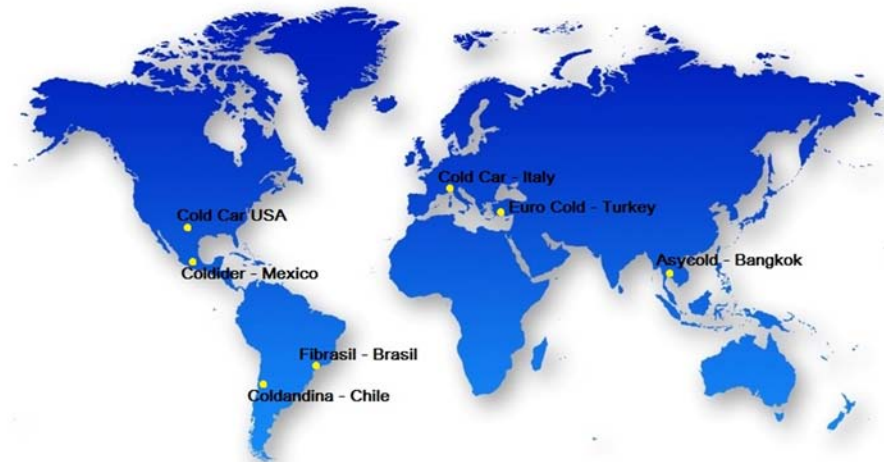 Cold Car - Italy
Euro Cold - Turkey
Cold Car USA
Asycold - Bangkok
Coldider - Mexico
Fibrasil - Brasil
Coldandina - Chile